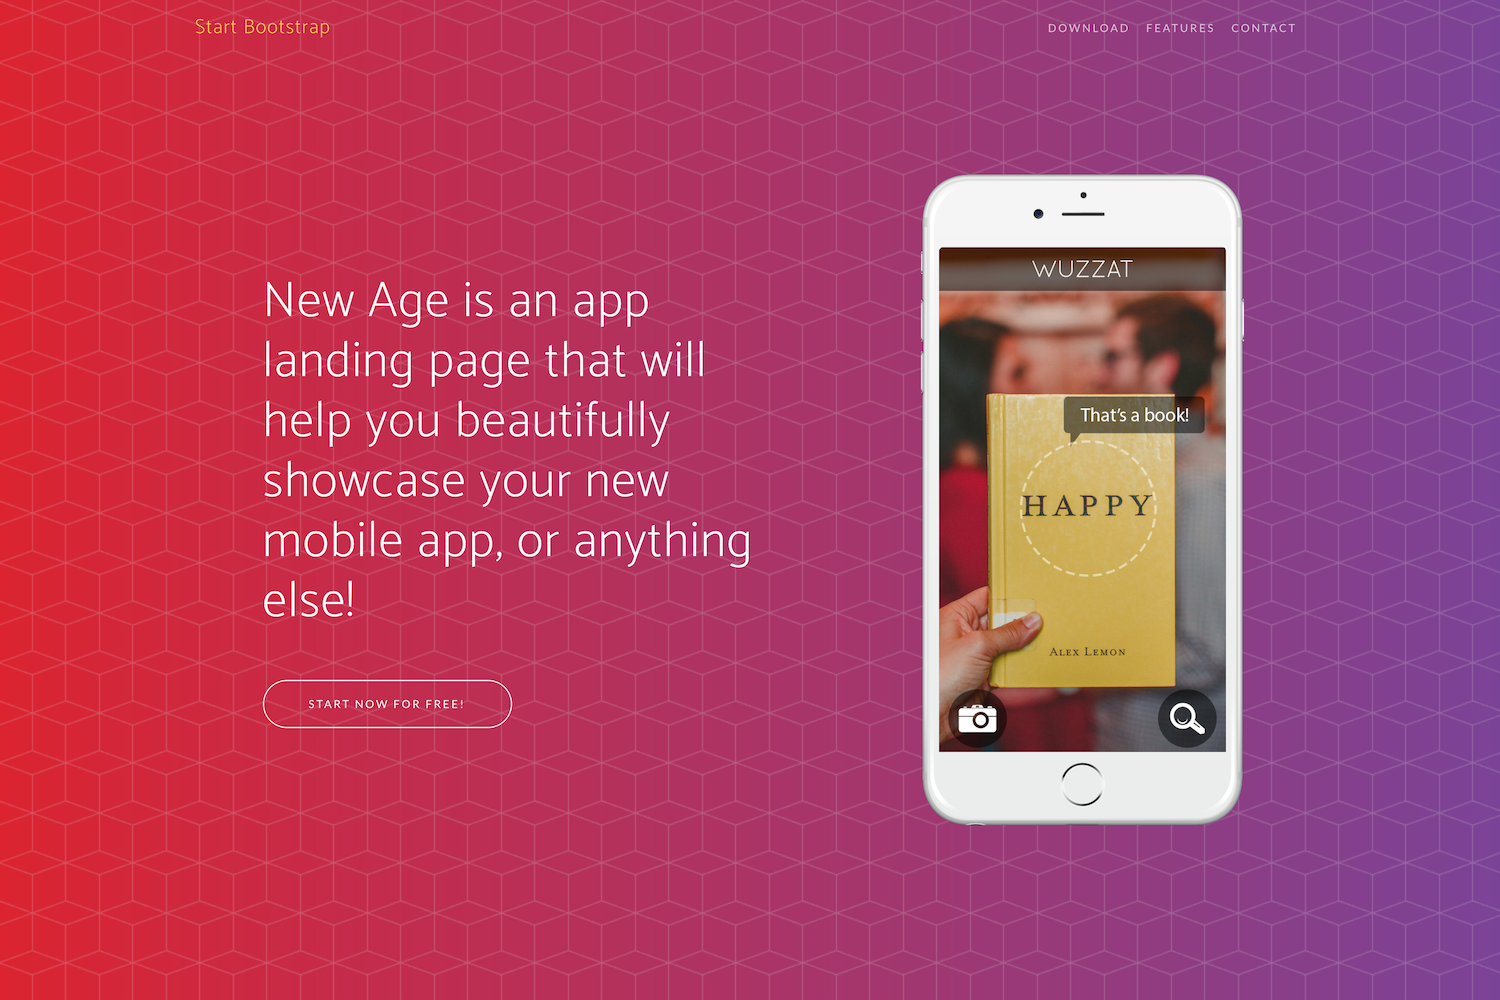 Start Bootstrap
DOWNLOAD FEATURES CONTACT
New Age is an app
landing page that will
help you beautifully
showcase your new
mobile app, or anything
else!
START NOW FOR FREE!
WUZZAT
That's a book!
HAPPY
ALEX LEMON